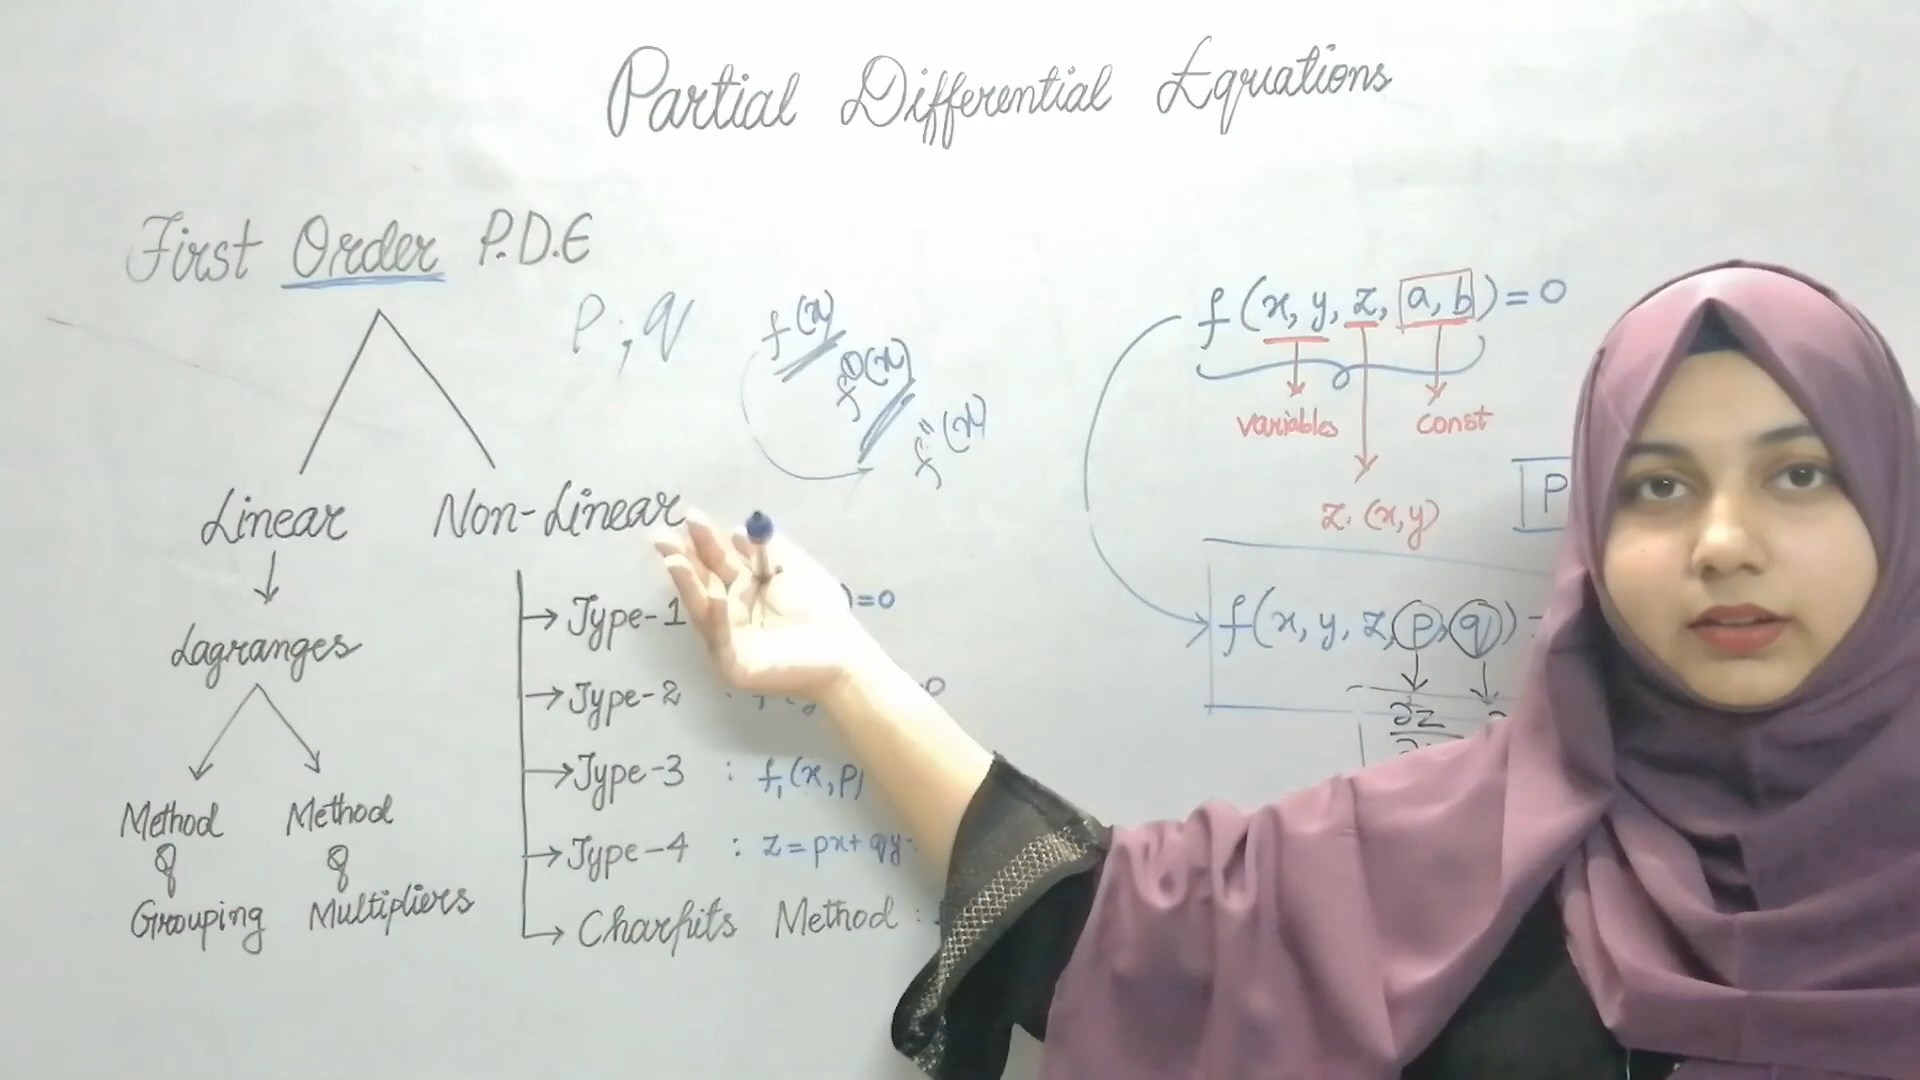 Partial Differential Equations
First Order P.D.E
P ; q
f(x)
f'(x)
f"(x)
Linear
Non-Linear
Lagranges
Method
of
Grouping
Method
of
Multipliers
Type-1 )=0
Type-2 :
Type-3 : f₁(x,p)
Type-4 : z=px+qy
Charpits Method :
f(x, y, z, a, b)=0
variables
const
z. (x,y)
P
f(x, y, z, p, q) =
∂z